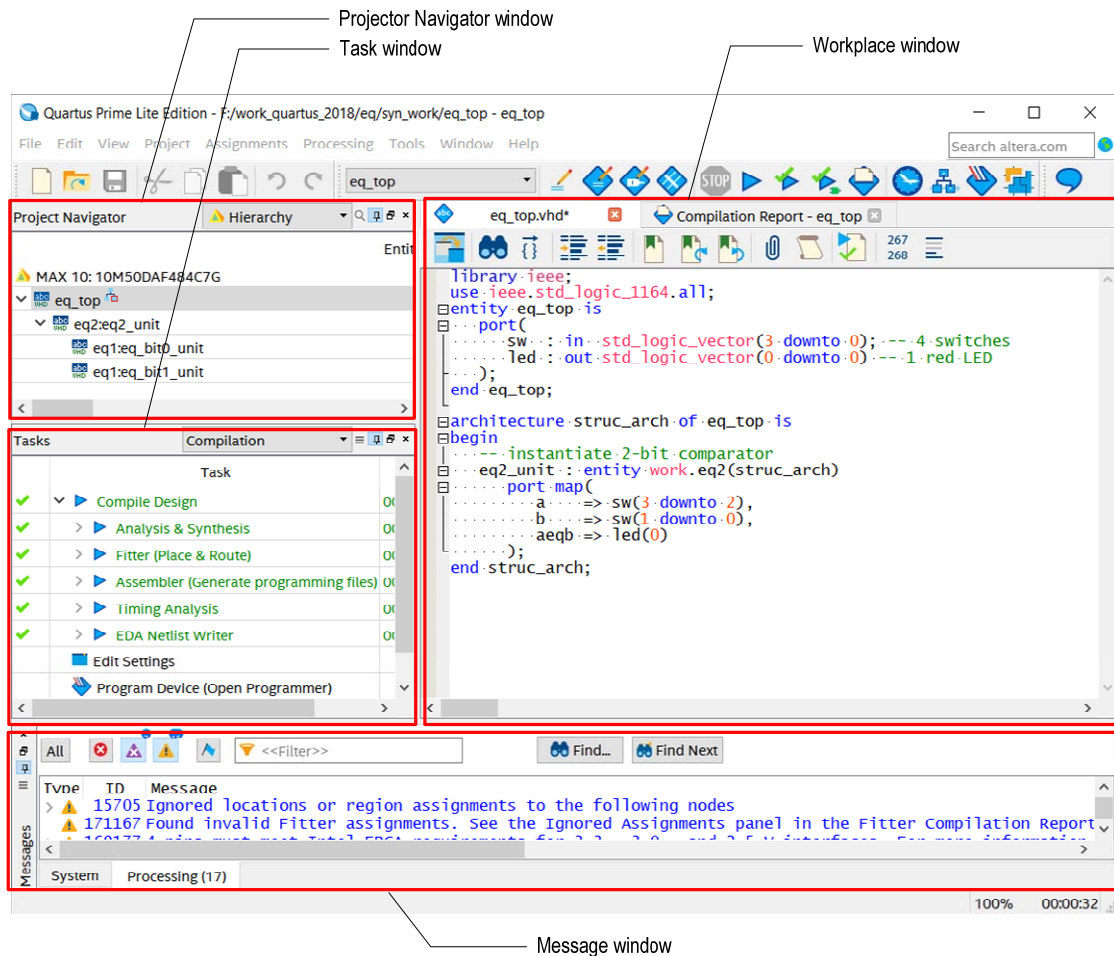 Projector Navigator window
Task window
Workplace window
Quartus Prime Lite Edition - F:/work_quartus_2018/eq/syn_work/eq_top - eq_top
File Edit View Project Assignments Processing Tools Window Help
Search altera.com
eq_top
STOP
Project Navigator
Hierarchy
Entit
MAX 10: 10M50DAF484C7G
eq_top
eq2:eq2_unit
eq1:eq_bit0_unit
eq1:eq_bit1_unit
Tasks
Compilation
Task
Compile Design
Analysis & Synthesis
Fitter (Place & Route)
Assembler (Generate programming files)
Timing Analysis
EDA Netlist Writer
Edit Settings
Program Device (Open Programmer)
eq_top.vhd*
Compilation Report - eq_top
267
268
library ieee;
use ieee.std_logic_1164.all;
entity eq_top is
port(
sw : in std_logic_vector(3 downto 0); -- 4 switches
led : out std_logic_vector(0 downto 0) -- 1 red LED
);
end eq_top;
architecture struc_arch of eq_top is
begin
-- instantiate 2-bit comparator
eq2_unit : entity work.eq2(struc_arch)
port map(
a => sw(3 downto 2),
b => sw(1 downto 0),
aeqb => led(0)
);
end struc_arch;
All
<<Filter>>
Find...
Find Next
Type ID Message
15705 Ignored locations or region assignments to the following nodes
171167 Found invalid Fitter assignments. See the Ignored Assignments panel in the Fitter Compilation Report
Messages
System
Processing (17)
100% 00:00:32
Message window